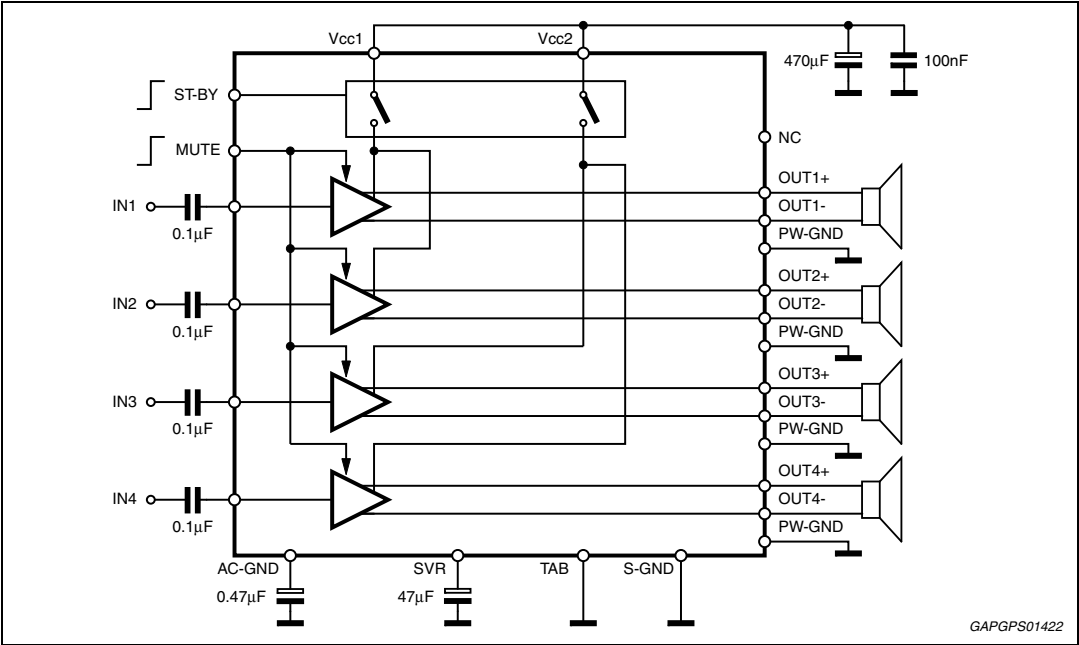 Vcc1
Vcc2
470μF
100nF
ST-BY
MUTE
NC
IN1
0.1μF
OUT1+
OUT1-
PW-GND
IN2
0.1μF
OUT2+
OUT2-
PW-GND
IN3
0.1μF
OUT3+
OUT3-
PW-GND
IN4
0.1μF
OUT4+
OUT4-
PW-GND
AC-GND
SVR
TAB
S-GND
0.47μF
47μF
GAPGPS01422